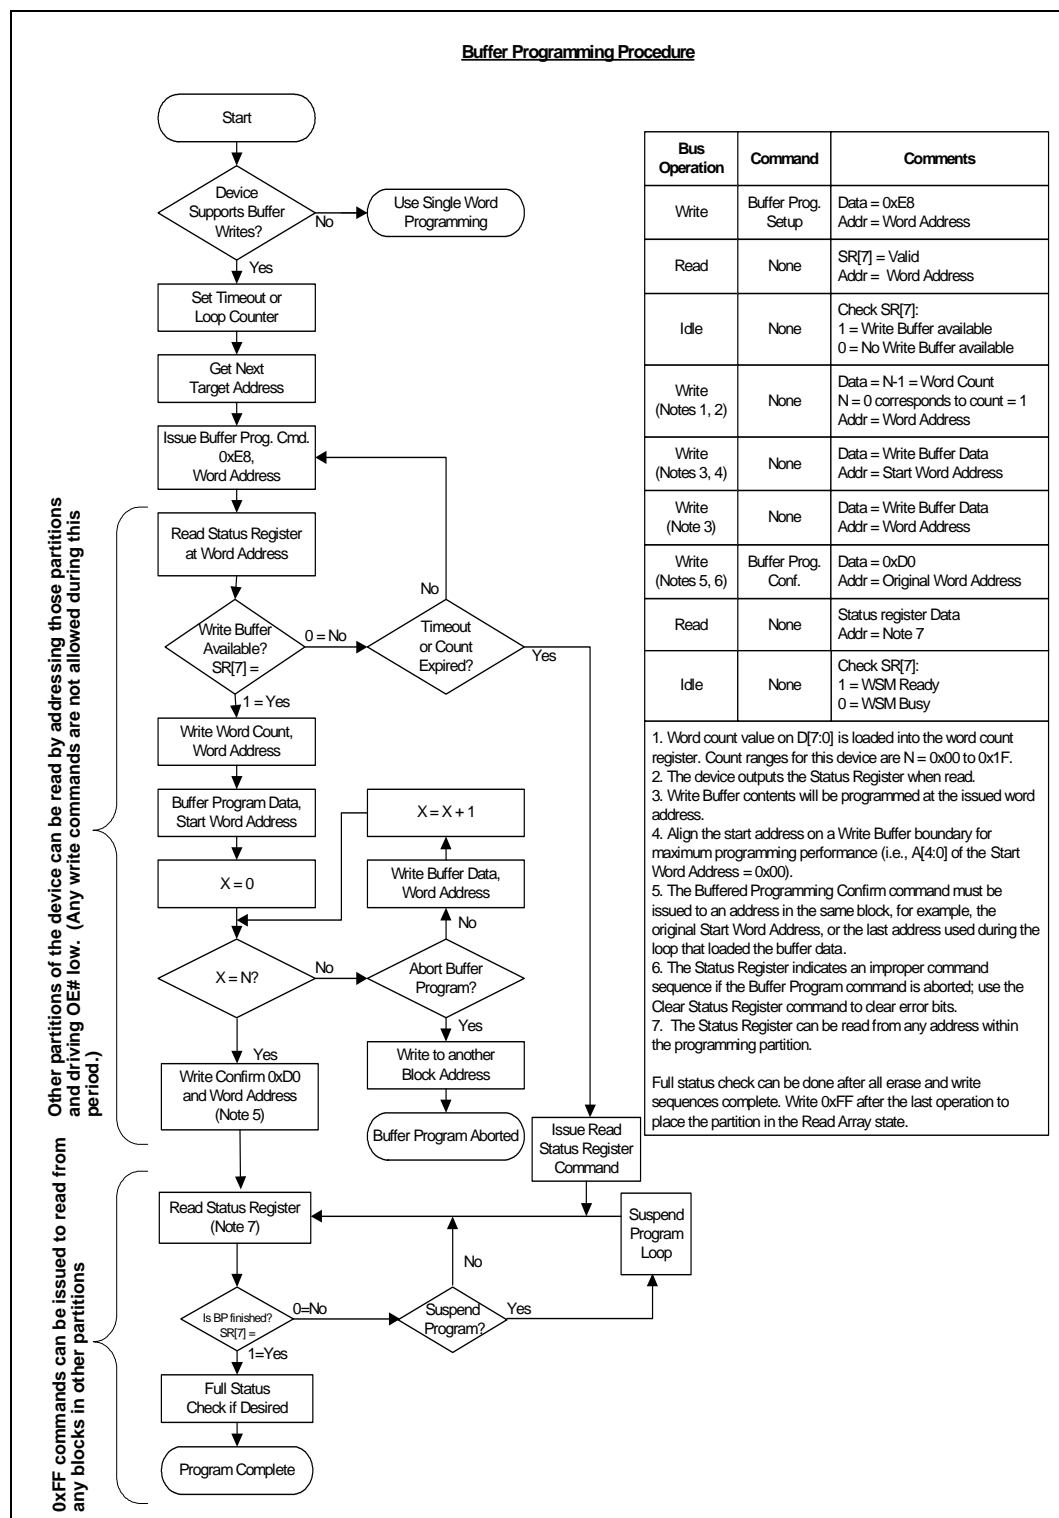 Buffer Programming Procedure
Start
Device
Supports Buffer
Writes?
No
Use Single Word
Programming
Yes
Set Timeout or
Loop Counter
Get Next
Target Address
Issue Buffer Prog. Cmd.
0xE8,
Word Address
Read Status Register
at Word Address
No
Write Buffer
Available?
SR[7] =
0 = No
Timeout
or Count
Expired?
Yes
1 = Yes
Write Word Count,
Word Address
Buffer Program Data,
Start Word Address
X = X + 1
X = 0
Write Buffer Data,
Word Address
No
X = N?
No
Abort Buffer
Program?
Yes
Yes
Write Confirm 0xD0
and Word Address
(Note 5)
Write to another
Block Address
Buffer Program Aborted
Issue Read
Status Register
Command
Read Status Register
(Note 7)
Suspend
Program
Loop
No
Is BP finished?
SR[7] =
0=No
Suspend
Program?
Yes
1=Yes
Full Status
Check if Desired
Program Complete
Other partitions of the device can be read by addressing those partitions
and driving OE# low. (Any write commands are not allowed during this
period.)
0xFF commands can be issued to read from
any blocks in other partitions
Bus
Operation
Command
Comments
Write
Buffer Prog.
Setup
Data = 0xE8
Addr = Word Address
Read
None
SR[7] = Valid
Addr = Word Address
Idle
None
Check SR[7]:
1 = Write Buffer available
0 = No Write Buffer available
Write
(Notes 1, 2)
None
Data = N-1 = Word Count
N = 0 corresponds to count = 1
Addr = Word Address
Write
(Notes 3, 4)
None
Data = Write Buffer Data
Addr = Start Word Address
Write
(Note 3)
None
Data = Write Buffer Data
Addr = Word Address
Write
(Notes 5, 6)
Buffer Prog.
Conf.
Data = 0xD0
Addr = Original Word Address
Read
None
Status register Data
Addr = Note 7
Idle
None
Check SR[7]:
1 = WSM Ready
0 = WSM Busy
1. Word count value on D[7:0] is loaded into the word count
register. Count ranges for this device are N = 0x00 to 0x1F.
2. The device outputs the Status Register when read.
3. Write Buffer contents will be programmed at the issued word
address.
4. Align the start address on a Write Buffer boundary for
maximum programming performance (i.e., A[4:0] of the Start
Word Address = 0x00).
5. The Buffered Programming Confirm command must be
issued to an address in the same block, for example, the
original Start Word Address, or the last address used during the
loop that loaded the buffer data.
6. The Status Register indicates an improper command
sequence if the Buffer Program command is aborted; use the
Clear Status Register command to clear error bits.
7. The Status Register can be read from any address within
the programming partition.
Full status check can be done after all erase and write
sequences complete. Write 0xFF after the last operation to
place the partition in the Read Array state.